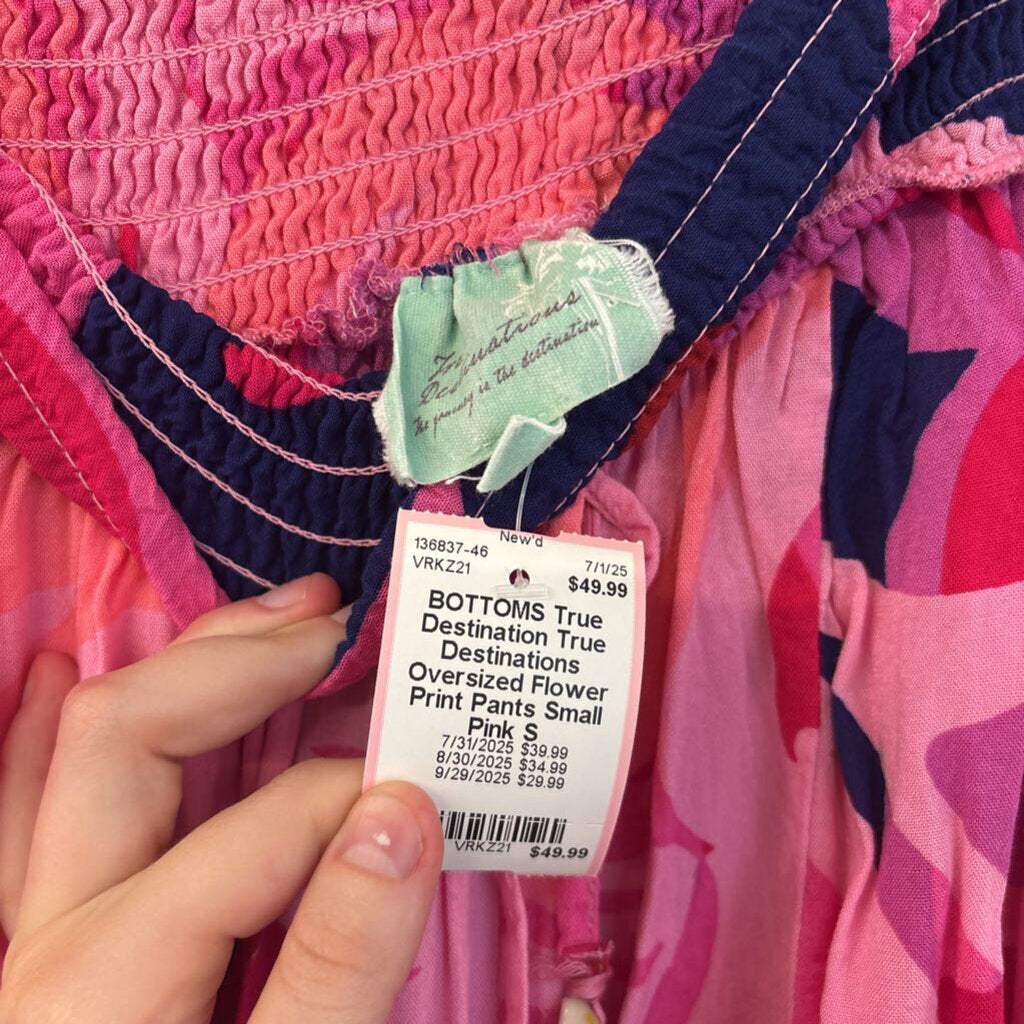 The journey is the destination
New'd
136837-46
7/1/25
VRKZ21
$49.99
BOTTOMS True
Destination True
Destinations
Oversized Flower
Print Pants Small
Pink S
7/31/2025 $39.99
8/30/2025 $34.99
9/29/2025 $29.99
VRKZ21 $49.99